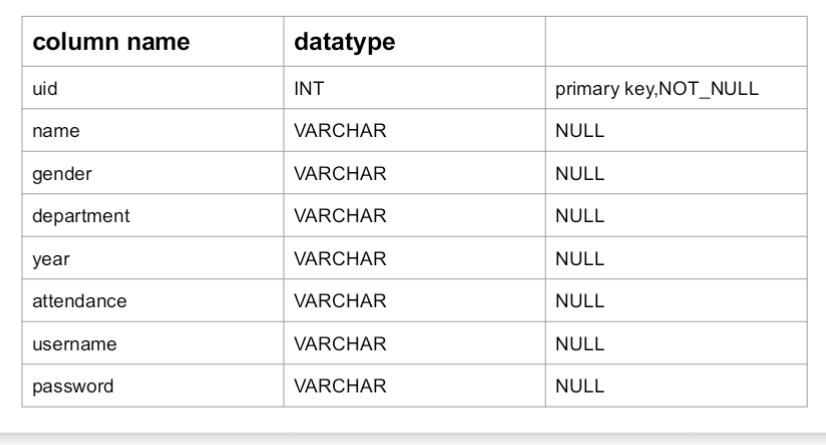 column name datatype
uid INT primary key,NOT_NULL
name VARCHAR NULL
gender VARCHAR NULL
department VARCHAR NULL
year VARCHAR NULL
attendance VARCHAR NULL
username VARCHAR NULL
password VARCHAR NULL